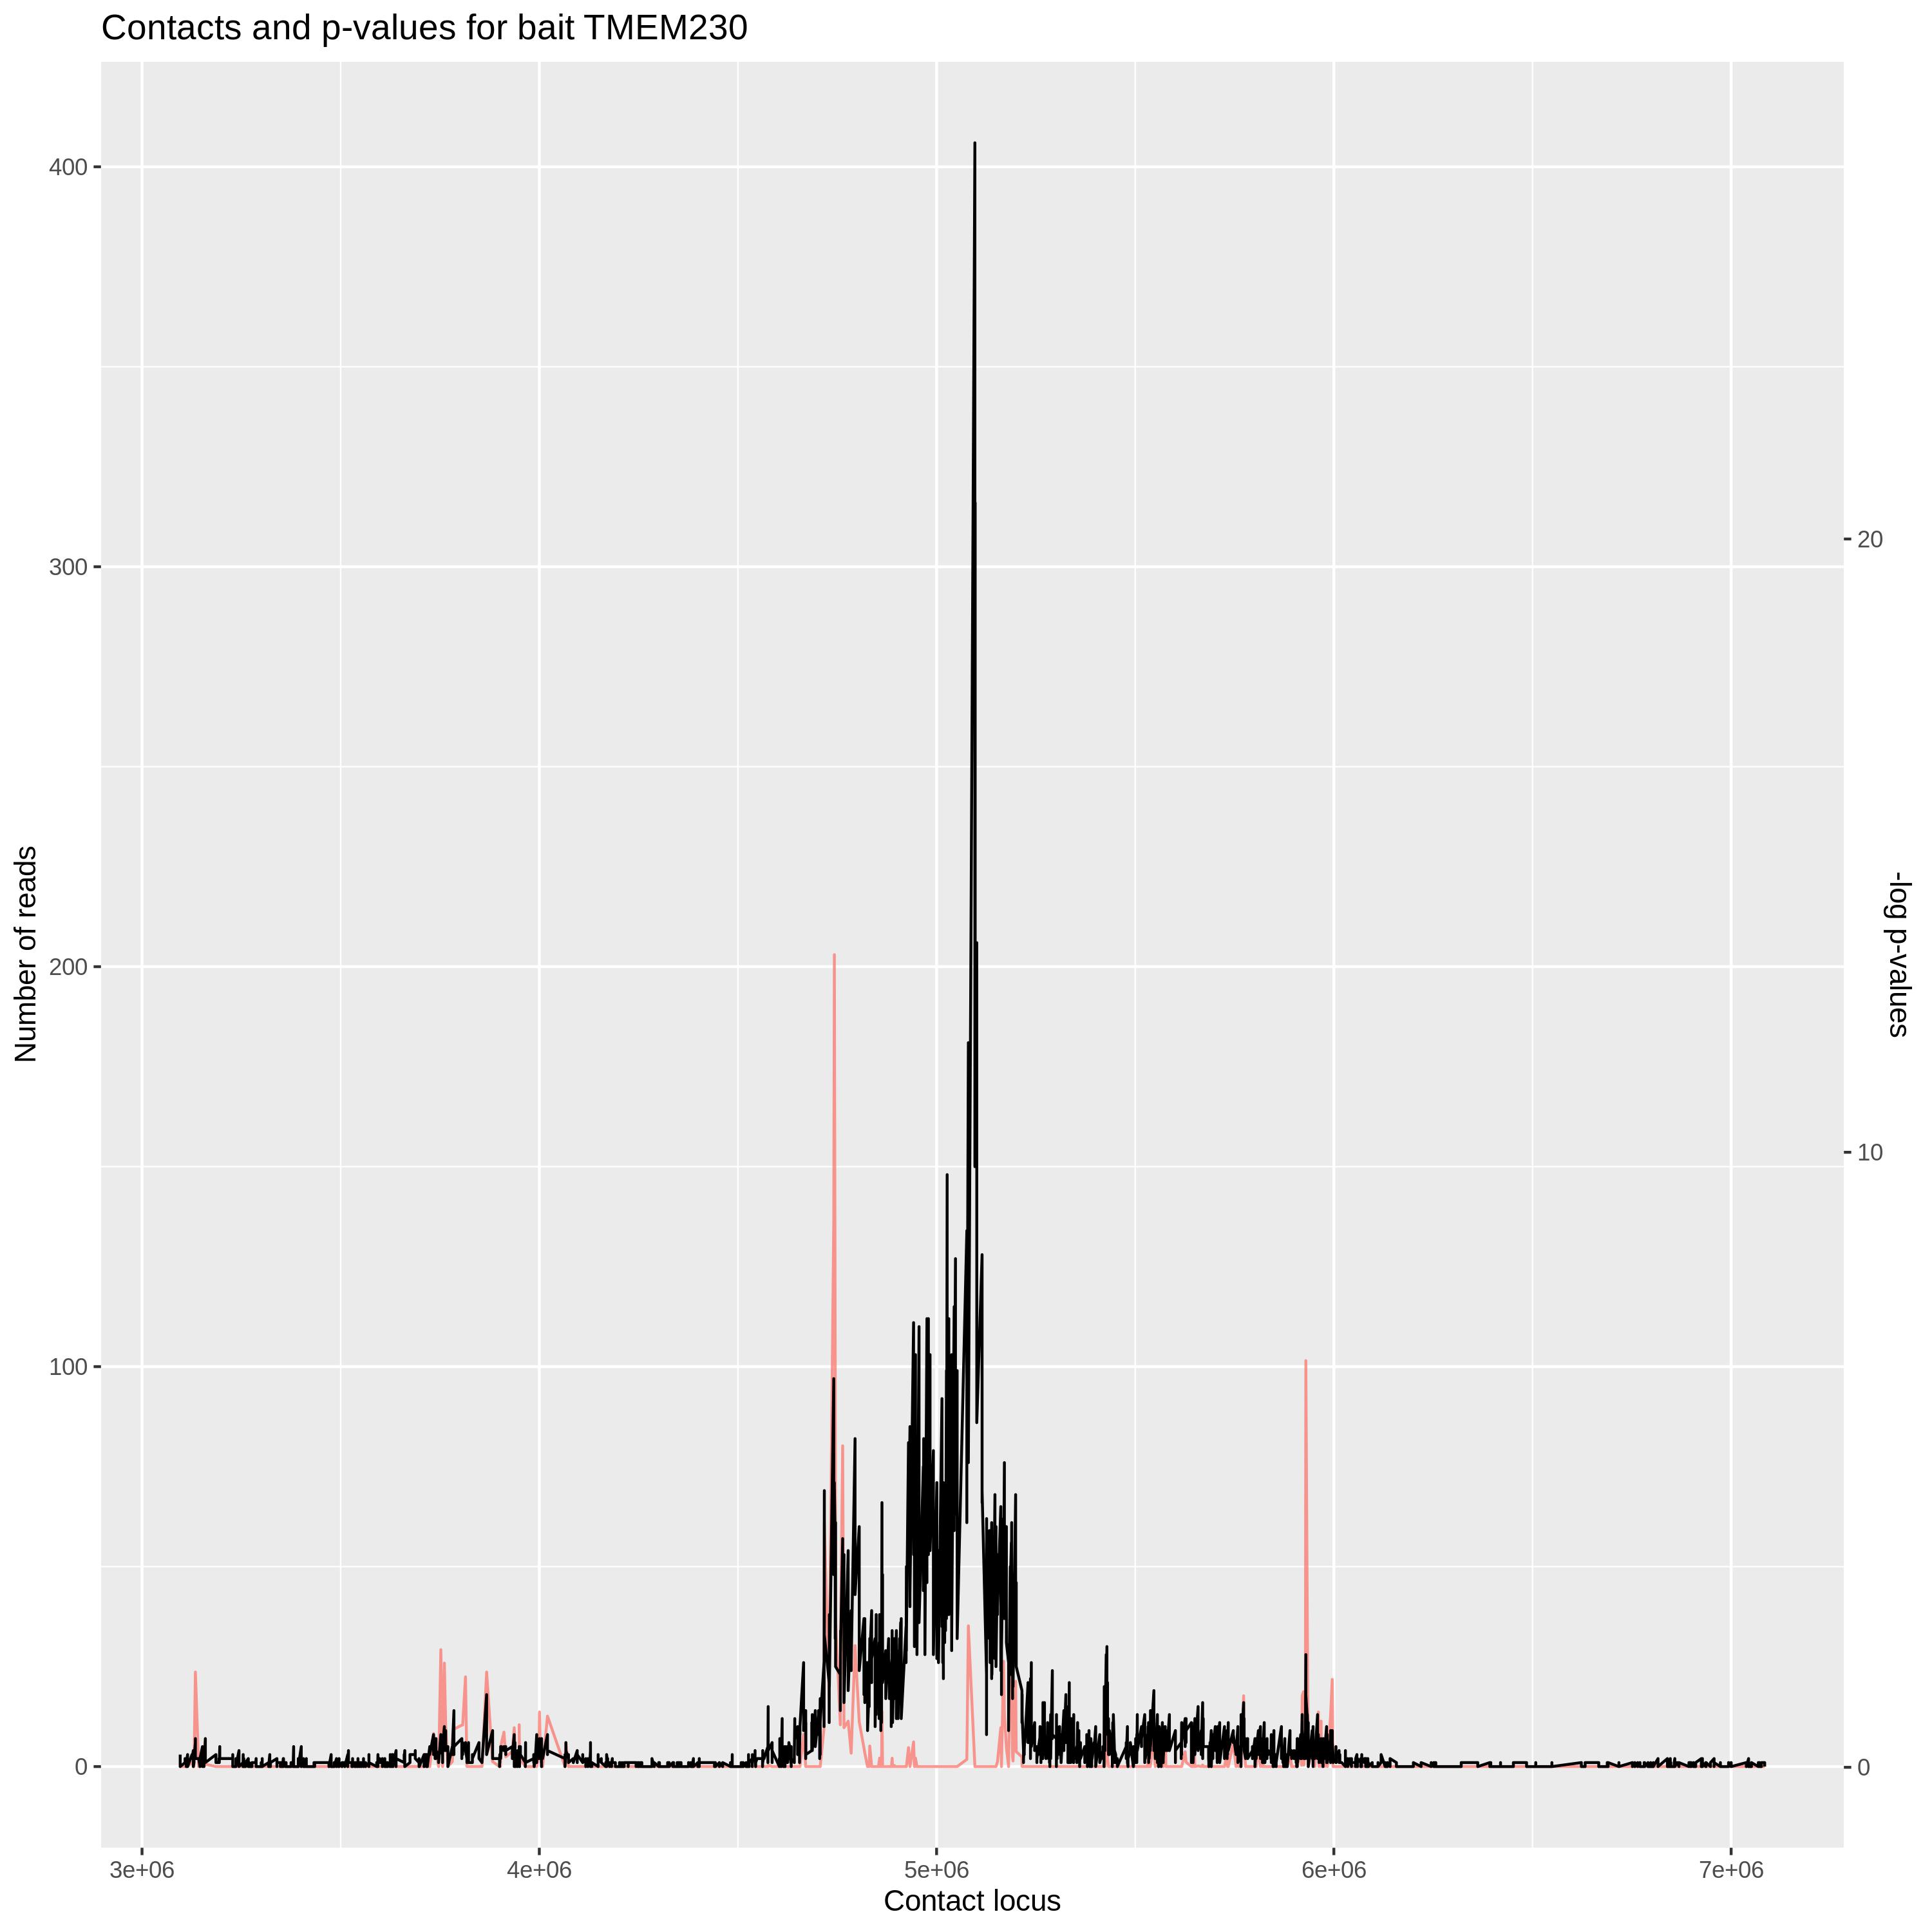 Contacts and p-values for bait TMEM230
400
300
200
100
0
Number of reads
20
10
0
-log p-values
3e+06
4e+06
5e+06
6e+06
7e+06
Contact locus